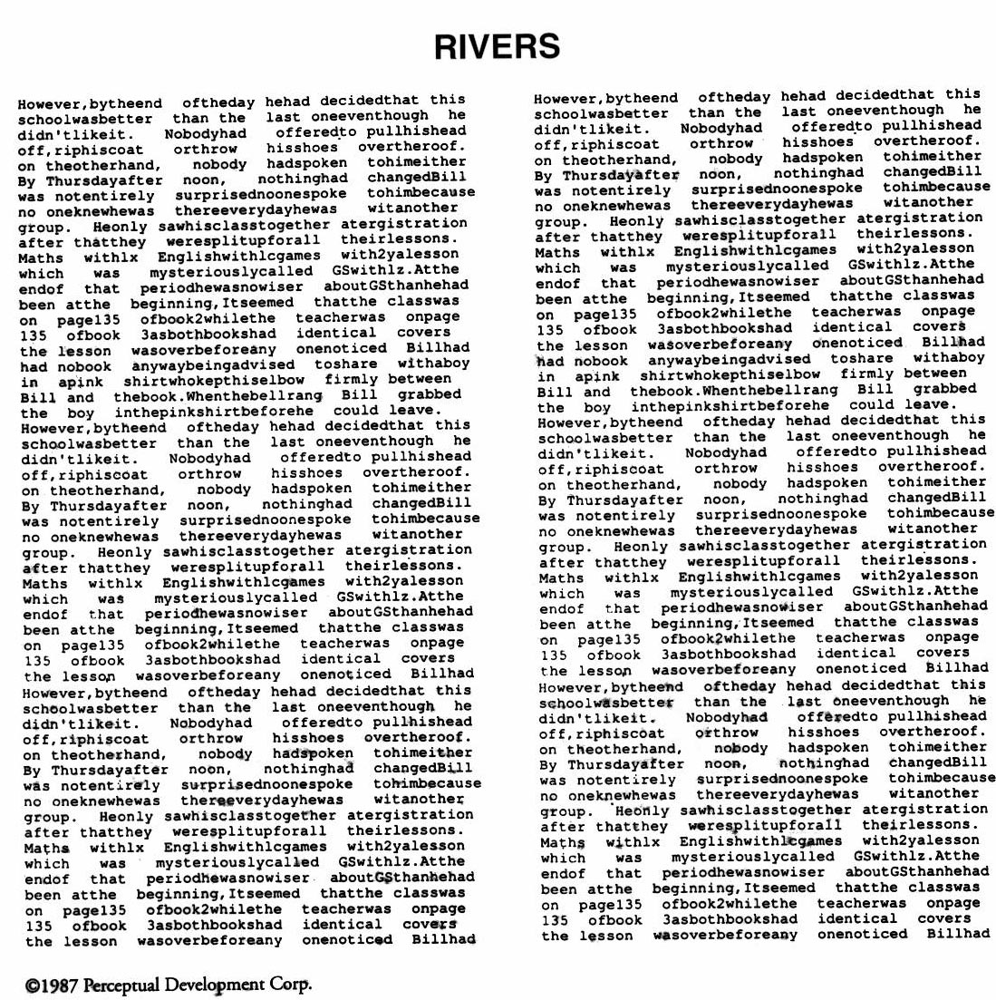 RIVERS
However,bytheend oftheday hehad decidedthat this
schoolwasbetter than the last oneeventhough he
didn'tlikeit. Nobodyhad offeredto pullhishead
off,riphiscoat orthrow hisshoes overtheroof.
on theotherhand, nobody hadspoken tohimeither
By Thursdayafter noon, nothinghad changedBill
was notentirely surprisednoonespoke tohimbecause
no oneknewhewas thereeverydayhewas witanother
group. Heonly sawhisclasstogether atergistration
after thatthey weresplitupforall theirlessons.
Maths withlx Englishwithlcgames with2yalesson
which was mysteriouslycalled GSwithlz.Atthe
endof that periodhewasnowiser aboutGSthanhehad
been atthe beginning,Itseemed thatthe classwas
on page135 ofbook2whilethe teacherwas onpage
135 ofbook 3asbothbookshad identical covers
the lesson wasoverbeforeany onenoticed Billhad
had nobook anywaybeingadvised toshare withaboy
in apink shirtwhokepthiselbow firmly between
Bill and thebook.Whenthebellrang Bill grabbed
the boy inthepinkshirtbeforehe could leave.
However,bytheend oftheday hehad decidedthat this
schoolwasbetter than the last oneeventhough he
didn'tlikeit. Nobodyhad offeredto pullhishead
off,riphiscoat orthrow hisshoes overtheroof.
on theotherhand, nobody hadspoken tohimeither
By Thursdayafter noon, nothinghad changedBill
was notentirely surprisednoonespoke tohimbecause
no oneknewhewas thereeverydayhewas witanother
group. Heonly sawhisclasstogether atergistration
after thatthey weresplitupforall theirlessons.
Maths withlx Englishwithlcgames with2yalesson
which was mysteriouslycalled GSwithlz.Atthe
endof that periodhewasnowiser aboutGSthanhehad
been atthe beginning,Itseemed thatthe classwas
on page135 ofbook2whilethe teacherwas onpage
135 ofbook 3asbothbookshad identical covers
the lesson wasoverbeforeany onenoticed Billhad
However,bytheend oftheday hehad decidedthat this
schoolwasbetter than the last oneeventhough he
didn'tlikeit. Nobodyhad offeredto pullhishead
off,riphiscoat orthrow hisshoes overtheroof.
on theotherhand, nobody hadspoken tohimeither
By Thursdayafter noon, nothinghad changedBill
was notentirely surprisednoonespoke tohimbecause
no oneknewhewas thereeverydayhewas witanother
group. Heonly sawhisclasstogether atergistration
after thatthey weresplitupforall theirlessons.
Maths withlx Englishwithlcgames with2yalesson
which was mysteriouslycalled GSwithlz.Atthe
endof that periodhewasnowiser aboutGSthanhehad
been atthe beginning,Itseemed thatthe classwas
on page135 ofbook2whilethe teacherwas onpage
135 ofbook 3asbothbookshad identical covers
the lesson wasoverbeforeany onenoticed Billhad
However,bytheend oftheday hehad decidedthat this
schoolwasbetter than the last oneeventhough he
didn'tlikeit. Nobodyhad offeredto pullhishead
off,riphiscoat orthrow hisshoes overtheroof.
on theotherhand, nobody hadspoken tohimeither
By Thursdayafter noon, nothinghad changedBill
was notentirely surprisednoonespoke tohimbecause
no oneknewhewas thereeverydayhewas witanother
group. Heonly sawhisclasstogether atergistration
after thatthey weresplitupforall theirlessons.
Maths withlx Englishwithlcgames with2yalesson
which was mysteriouslycalled GSwithlz.Atthe
endof that periodhewasnowiser aboutGSthanhehad
been atthe beginning,Itseemed thatthe classwas
on page135 ofbook2whilethe teacherwas onpage
135 ofbook 3asbothbookshad identical covers
the lesson wasoverbeforeany onenoticed Billhad
had nobook anywaybeingadvised toshare withaboy
in apink shirtwhokepthiselbow firmly between
Bill and thebook.Whenthebellrang Bill grabbed
the boy inthepinkshirtbeforehe could leave.
However,bytheend oftheday hehad decidedthat this
schoolwasbetter than the last oneeventhough he
didn'tlikeit. Nobodyhad offeredto pullhishead
off,riphiscoat orthrow hisshoes overtheroof.
on theotherhand, nobody hadspoken tohimeither
By Thursdayafter noon, nothinghad changedBill
was notentirely surprisednoonespoke tohimbecause
no oneknewhewas thereeverydayhewas witanother
group. Heonly sawhisclasstogether atergistration
after thatthey weresplitupforall theirlessons.
Maths withlx Englishwithlcgames with2yalesson
which was mysteriouslycalled GSwithlz.Atthe
endof that periodhewasnowiser aboutGSthanhehad
been atthe beginning,Itseemed thatthe classwas
on page135 ofbook2whilethe teacherwas onpage
135 ofbook 3asbothbookshad identical covers
the lesson wasoverbeforeany onenoticed Billhad
However,bytheend oftheday hehad decidedthat this
schoolwasbetter than the last oneeventhough he
didn'tlikeit. Nobodyhad offeredto pullhishead
off,riphiscoat orthrow hisshoes overtheroof.
on theotherhand, nobody hadspoken tohimeither
By Thursdayafter noon, nothinghad changedBill
was notentirely surprisednoonespoke tohimbecause
no oneknewhewas thereeverydayhewas witanother
group. Heonly sawhisclasstogether atergistration
after thatthey weresplitupforall theirlessons.
Maths withlx Englishwithlcgames with2yalesson
which was mysteriouslycalled GSwithlz.Atthe
endof that periodhewasnowiser aboutGSthanhehad
been atthe beginning,Itseemed thatthe classwas
on page135 ofbook2whilethe teacherwas onpage
135 ofbook 3asbothbookshad identical covers
the lesson wasoverbeforeany onenoticed Billhad
©1987 Perceptual Development Corp.